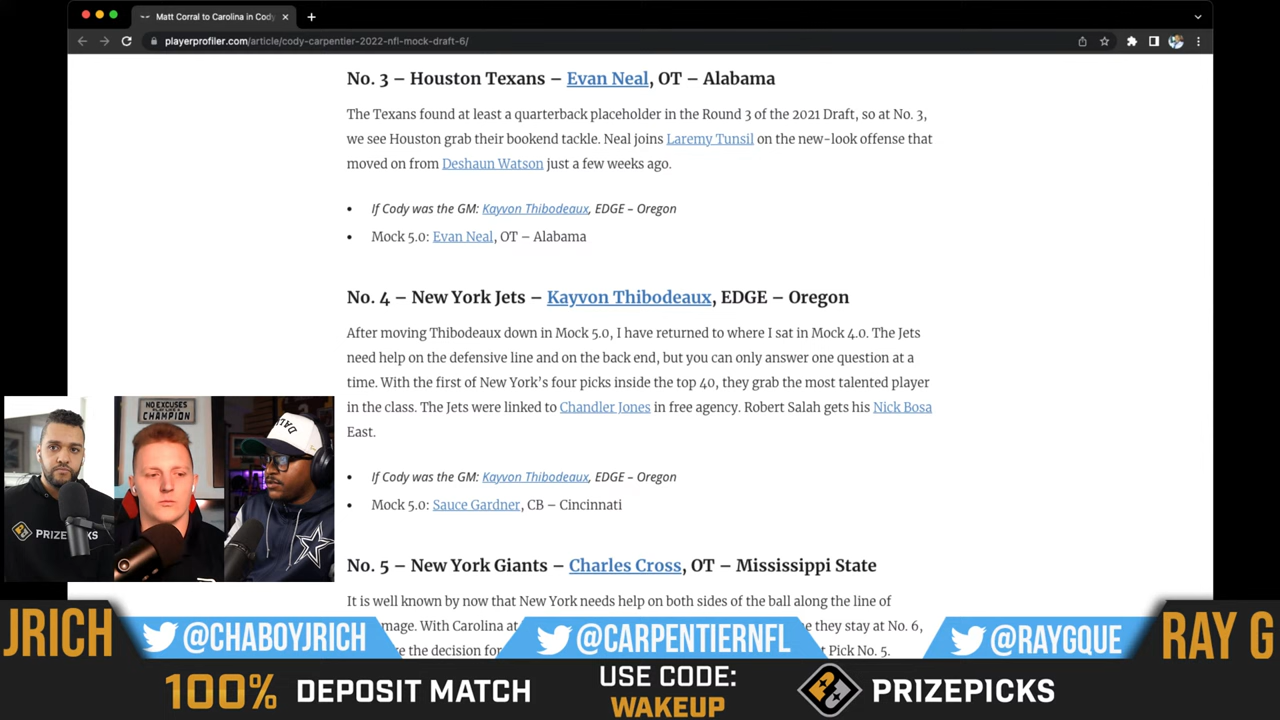 Matt Corral to Carolina in Cody
playerprofiler.com/article/cody-carpentier-2022-nfl-mock-draft-6/
No. 3 – Houston Texans – Evan Neal, OT – Alabama
The Texans found at least a quarterback placeholder in the Round 3 of the 2021 Draft, so at No. 3,
we see Houston grab their bookend tackle. Neal joins Laremy Tunsil on the new-look offense that
moved on from Deshaun Watson just a few weeks ago.
• If Cody was the GM: Kayvon Thibodeaux, EDGE – Oregon
• Mock 5.0: Evan Neal, OT – Alabama
No. 4 – New York Jets – Kayvon Thibodeaux, EDGE – Oregon
After moving Thibodeaux down in Mock 5.0, I have returned to where I sat in Mock 4.0. The Jets
need help on the defensive line and on the back end, but you can only answer one question at a
time. With the first of New York's four picks inside the top 40, they grab the most talented player
in the class. The Jets were linked to Chandler Jones in free agency. Robert Salah gets his Nick Bosa
East.
• If Cody was the GM: Kayvon Thibodeaux, EDGE – Oregon
• Mock 5.0: Sauce Gardner, CB – Cincinnati
No. 5 – New York Giants – Charles Cross, OT – Mississippi State
It is well known by now that New York needs help on both sides of the ball along the line of
With Carolina at
they stay at No. 6,
the decision for
Pick No. 5.
NO EXCUSES
PLAY LIKE A
CHAMPION
PRIZEPICKS
JRICH
@CHABOYJRICH
@CARPENTIERNFL
@RAYGQUE
RAY G
100% DEPOSIT MATCH
USE CODE:
WAKEUP
PRIZEPICKS